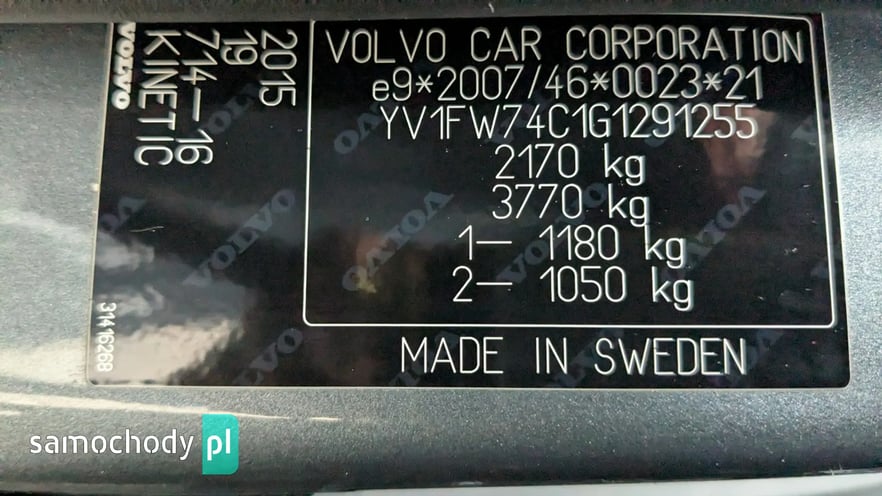 VOLVO CAR CORPORATION
e9*2007/46*0023*21
YV1FW74C1G1291255
2170 kg
3770 kg
1— 1180 kg
2— 1050 kg
MADE IN SWEDEN
2015
19
714—16
KINETIC
VOLVO
31416268
samochody pl